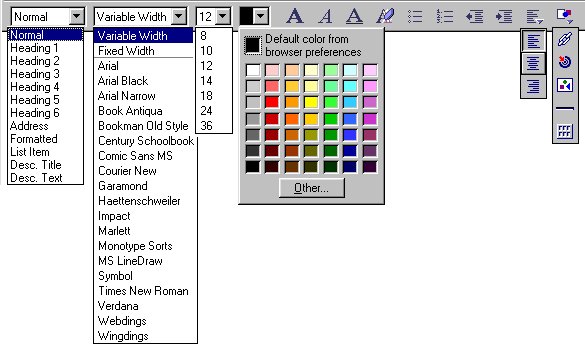 Normal
Variable Width
12
A A A A
Normal
Heading 1
Heading 2
Heading 3
Heading 4
Heading 5
Heading 6
Address
Formatted
List Item
Desc. Title
Desc. Text
Variable Width
Fixed Width
Arial
Arial Black
Arial Narrow
Book Antiqua
Bookman Old Style
Century Schoolbook
Comic Sans MS
Courier New
Garamond
Haettenschweiler
Impact
Marlett
Monotype Sorts
MS LineDraw
Symbol
Times New Roman
Verdana
Webdings
Wingdings
8
10
12
14
18
24
36
Default color from
browser preferences
Other...